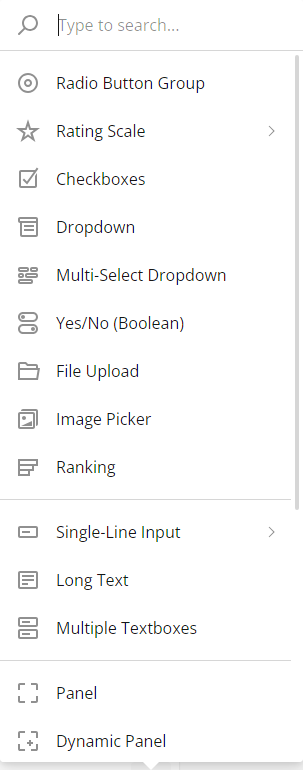 Type to search...
Radio Button Group
Rating Scale
Checkboxes
Dropdown
Multi-Select Dropdown
Yes/No (Boolean)
File Upload
Image Picker
Ranking
Single-Line Input
Long Text
Multiple Textboxes
Panel
Dynamic Panel